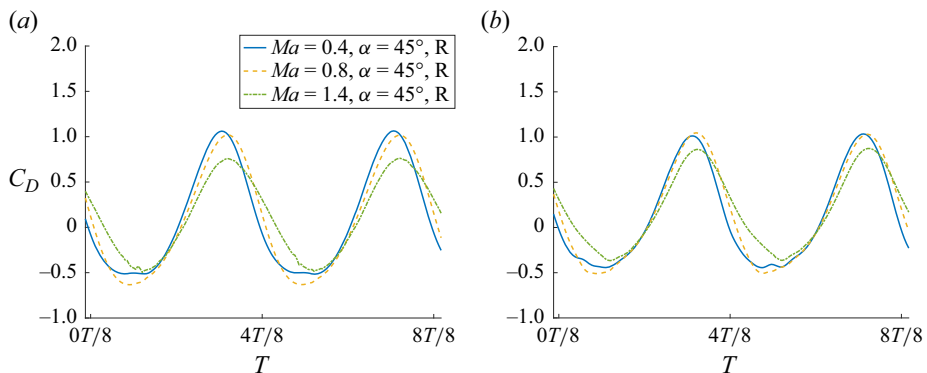 (a)
2.0
1.5
1.0
0.5
0
–0.5
–1.0
C_D
0T/8
4T/8
8T/8
T
Ma = 0.4, α = 45°, R
Ma = 0.8, α = 45°, R
Ma = 1.4, α = 45°, R
(b)
2.0
1.5
1.0
0.5
0
–0.5
–1.0
0T/8
4T/8
8T/8
T